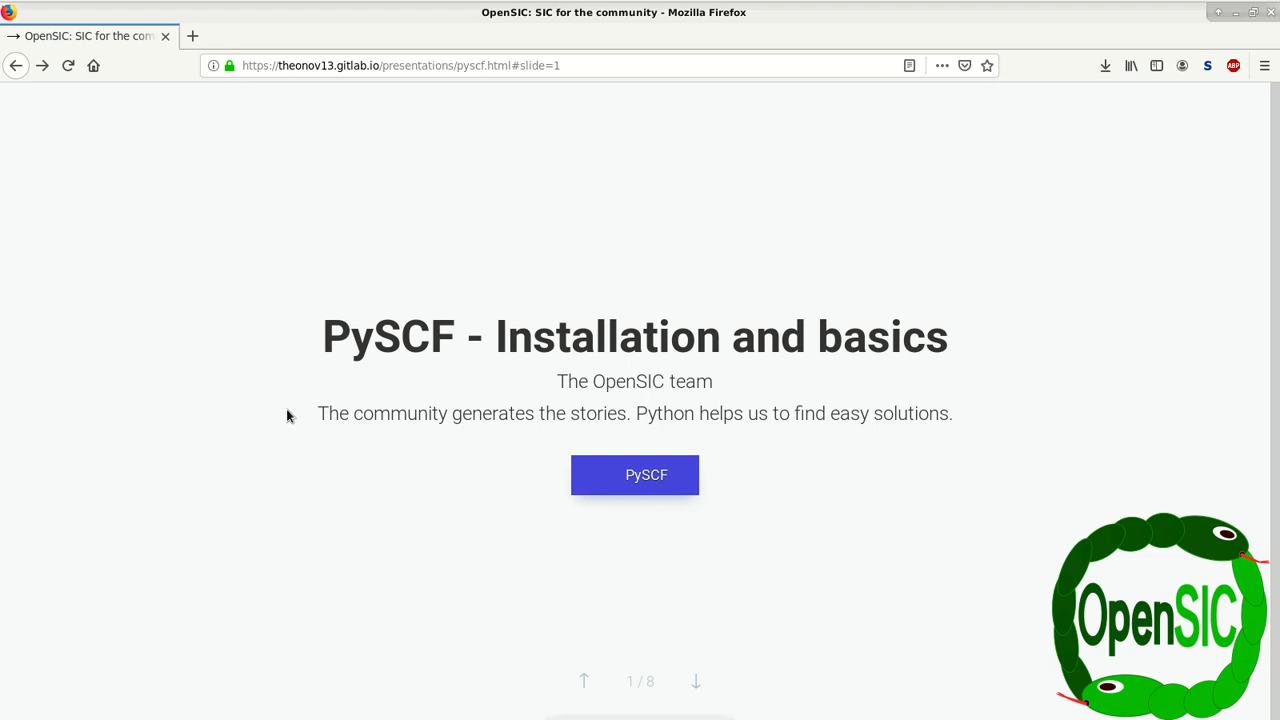 OpenSIC: SIC for the community - Mozilla Firefox
→ OpenSIC: SIC for the com
https://theonov13.gitlab.io/presentations/pyscf.html#slide=1
S
ABP
PySCF - Installation and basics
The OpenSIC team
The community generates the stories. Python helps us to find easy solutions.
PySCF
OpenSIC
↑ 1 / 8 ↓